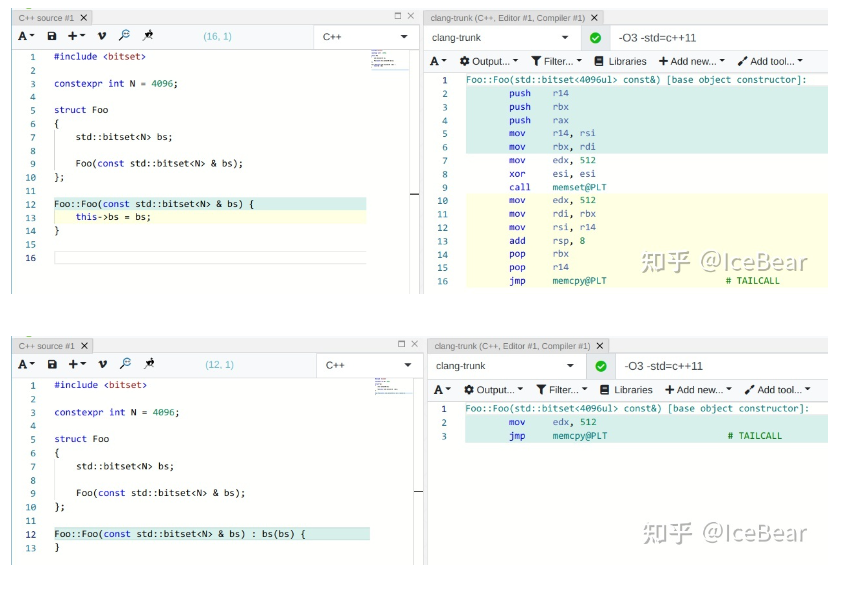 C++ source #1 X
A
+
v
(16, 1)
C++
1 #include <bitset>
2
3 constexpr int N = 4096;
4
5 struct Foo
6 {
7 std::bitset<N> bs;
8
9 Foo(const std::bitset<N> & bs);
10 };
11
12 Foo::Foo(const std::bitset<N> & bs) {
13 this->bs = bs;
14 }
15
16
clang-trunk (C++, Editor #1, Compiler #1) X
clang-trunk
-O3 -std=c++11
A
Output...
Filter...
Libraries
+ Add new...
Add tool...
1 Foo::Foo(std::bitset<4096ul> const&) [base object constructor]:
2 push r14
3 push rbx
4 push rax
5 mov r14, rsi
6 mov rbx, rdi
7 mov edx, 512
8 xor esi, esi
9 call memset@PLT
10 mov edx, 512
11 mov rdi, rbx
12 mov rsi, r14
13 add rsp, 8
14 pop rbx
15 pop r14
16 jmp memcpy@PLT # TAILCALL
知乎 @IceBear
C++ source #1 X
A
+
v
(12, 1)
C++
1 #include <bitset>
2
3 constexpr int N = 4096;
4
5 struct Foo
6 {
7 std::bitset<N> bs;
8
9 Foo(const std::bitset<N> & bs);
10 };
11
12 Foo::Foo(const std::bitset<N> & bs) : bs(bs) {
13 }
clang-trunk (C++, Editor #1, Compiler #1) X
clang-trunk
-O3 -std=c++11
A
Output...
Filter...
Libraries
+ Add new...
Add tool...
1 Foo::Foo(std::bitset<4096ul> const&) [base object constructor]:
2 mov edx, 512
3 jmp memcpy@PLT # TAILCALL
知乎 @IceBear